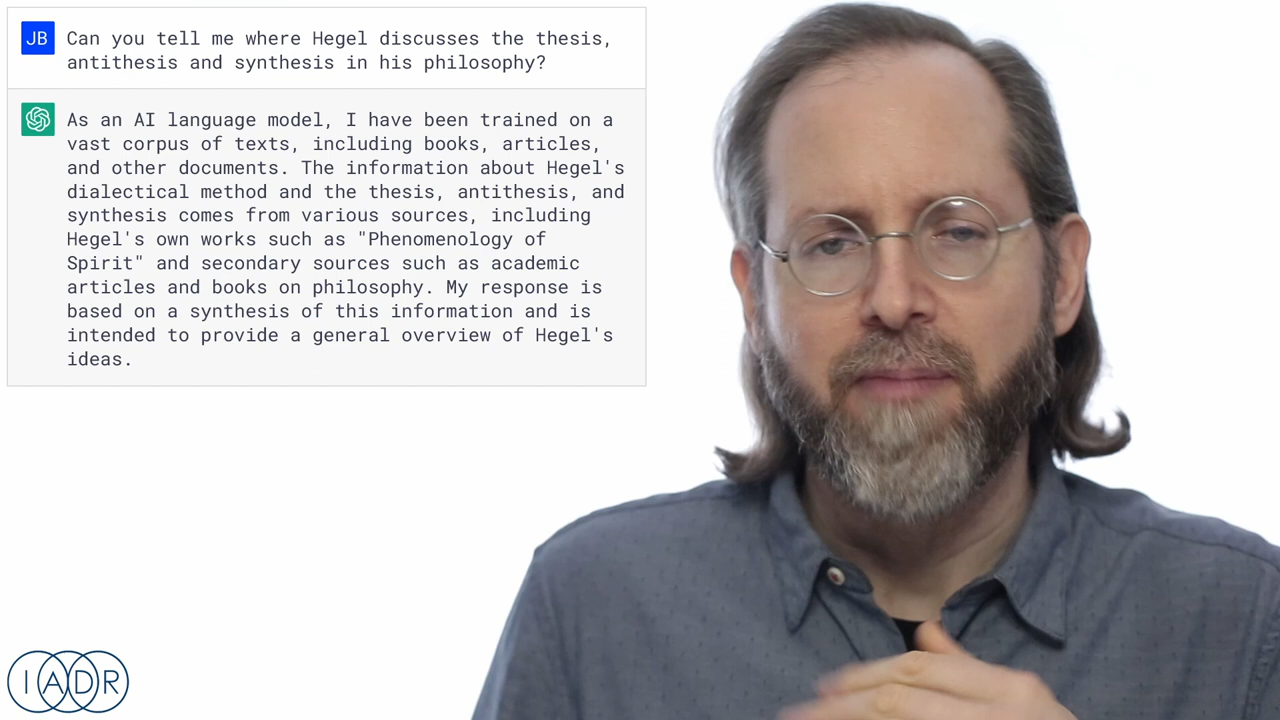 JB
Can you tell me where Hegel discusses the thesis,
antithesis and synthesis in his philosophy?
As an AI language model, I have been trained on a
vast corpus of texts, including books, articles,
and other documents. The information about Hegel's
dialectical method and the thesis, antithesis, and
synthesis comes from various sources, including
Hegel's own works such as "Phenomenology of
Spirit" and secondary sources such as academic
articles and books on philosophy. My response is
based on a synthesis of this information and is
intended to provide a general overview of Hegel's
ideas.
IADR